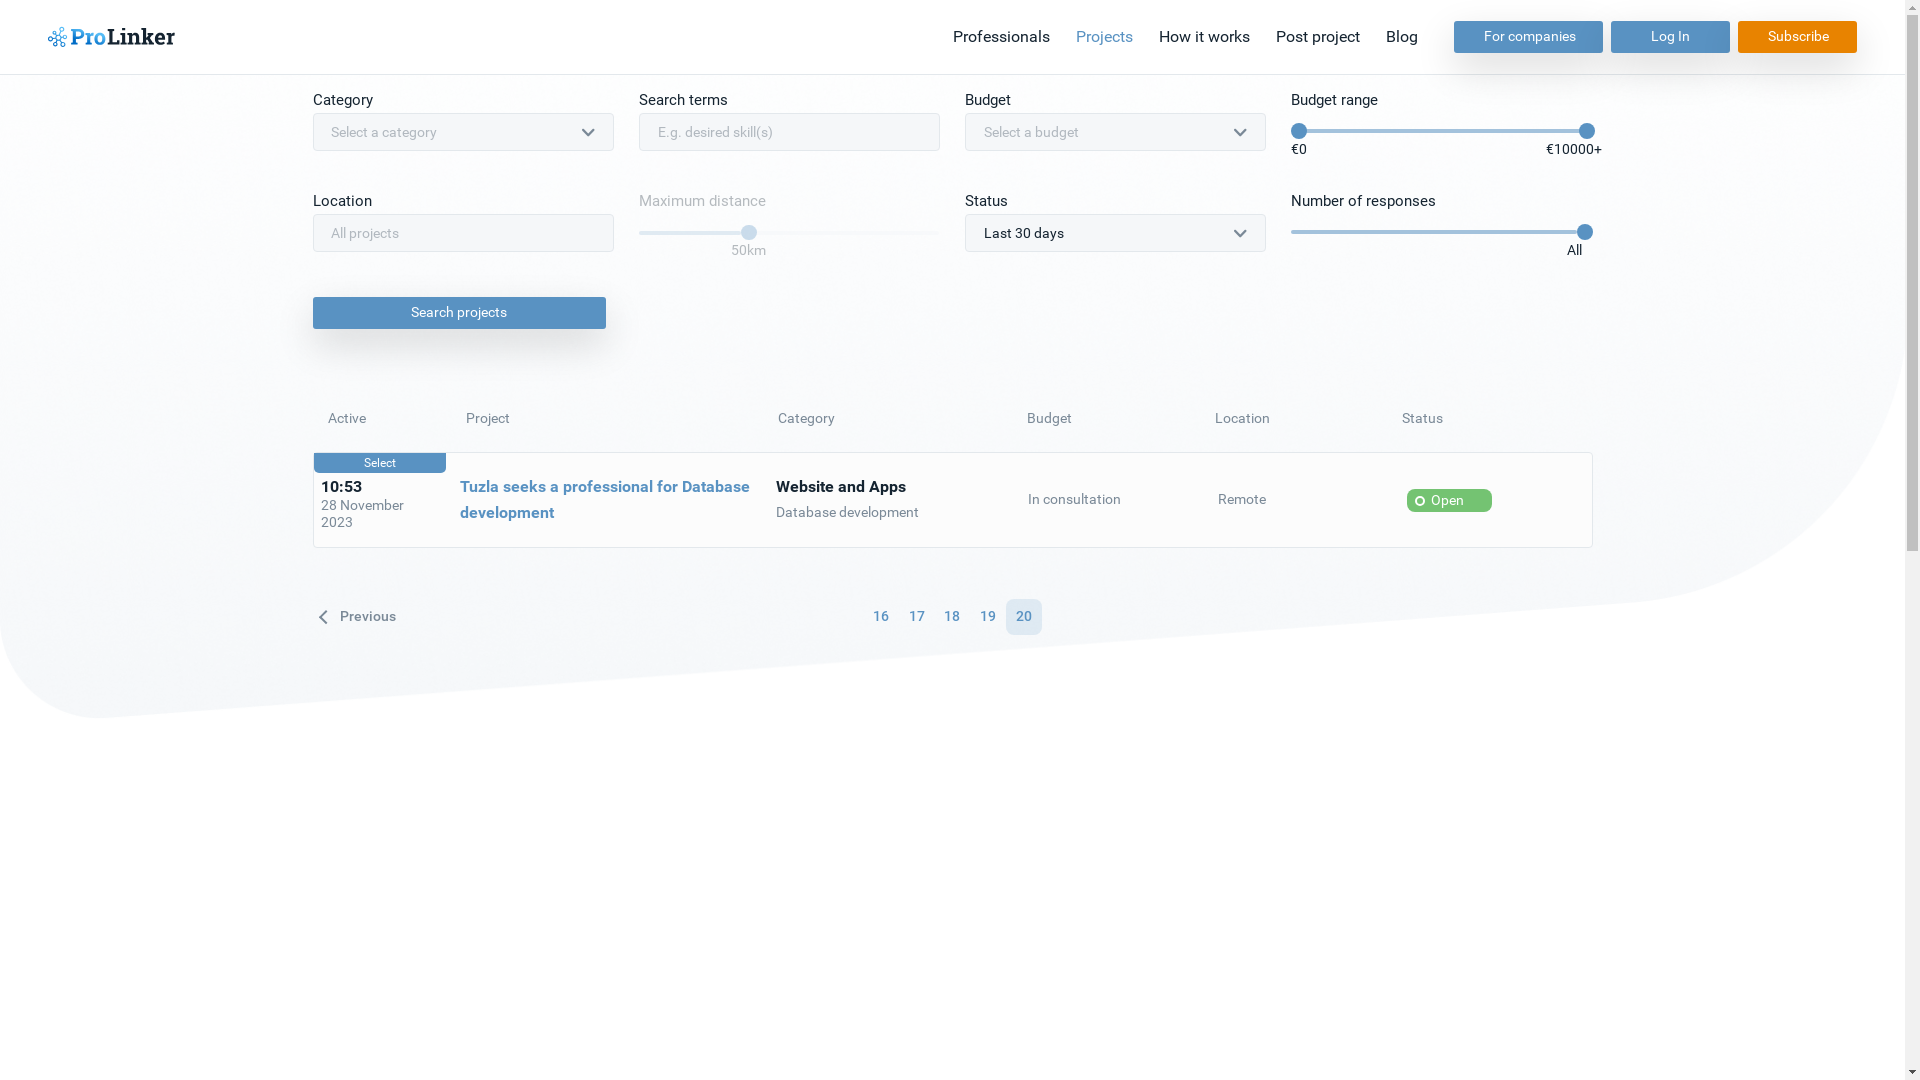 ProLinker
Professionals Projects How it works Post project Blog For companies Log In Subscribe
Category Search terms Budget Budget range
Select a category E.g. desired skill(s) Select a budget
€0 €10000+
Location Maximum distance Status Number of responses
All projects Last 30 days
50km All
Search projects
Active Project Category Budget Location Status
Select
10:53 Tuzla seeks a professional for Database Website and Apps
28 November In consultation Remote Open
2023 development Database development
Previous 16 17 18 19 20